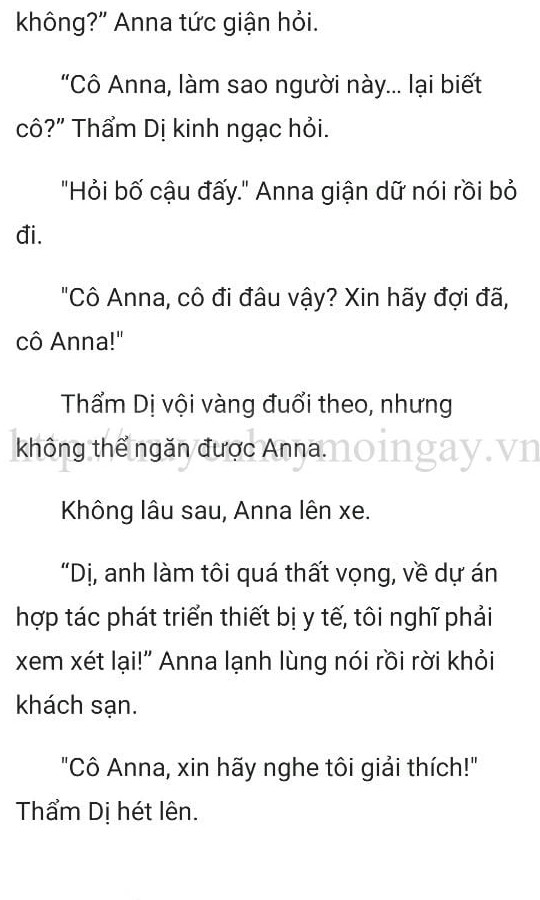 không?” Anna tức giận hỏi.
“Cô Anna, làm sao người này... lại biết
cô?” Thẩm Dị kinh ngạc hỏi.
"Hỏi bố cậu đấy." Anna giận dữ nói rồi bỏ
đi.
"Cô Anna, cô đi đâu vậy? Xin hãy đợi đã,
cô Anna!"
Thẩm Dị vội vàng đuổi theo, nhưng
không thể ngăn được Anna.
http://truyenhaymoingay.vn
Không lâu sau, Anna lên xe.
“Dị, anh làm tôi quá thất vọng, về dự án
hợp tác phát triển thiết bị y tế, tôi nghĩ phải
xem xét lại!” Anna lạnh lùng nói rồi rời khỏi
khách sạn.
"Cô Anna, xin hãy nghe tôi giải thích!"
Thẩm Dị hét lên.